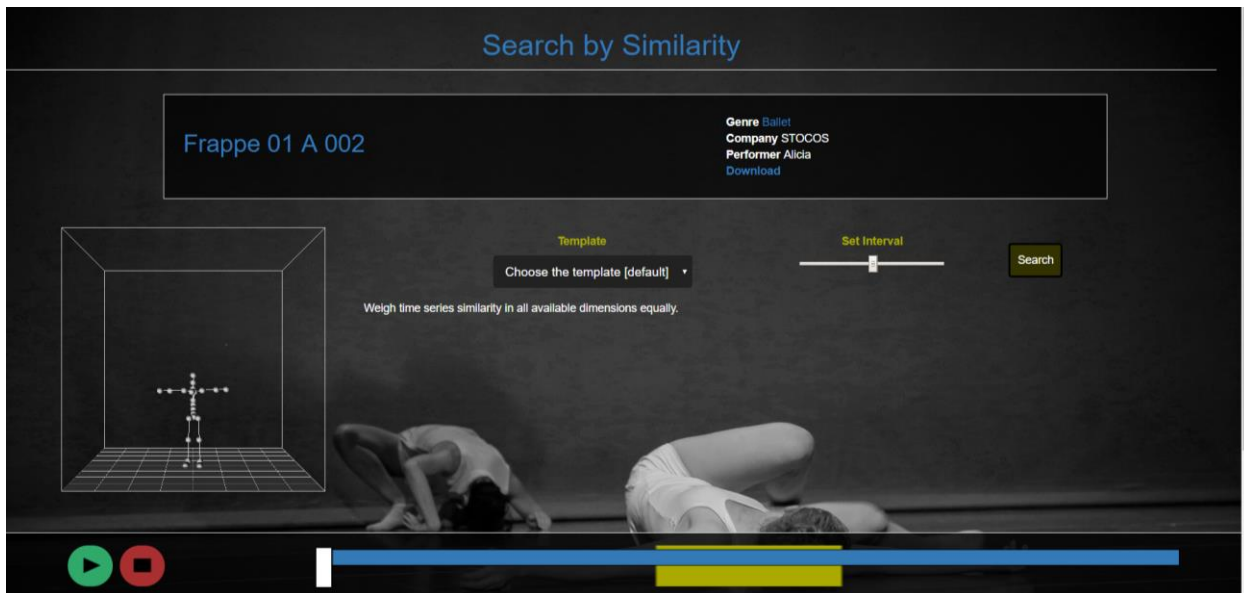 Search by Similarity
Frappe 01 A 002
Genre Ballet
Company STOCOS
Performer Alicia
Download
Template
Set Interval
Choose the template [default]
Search
Weigh time series similarity in all available dimensions equally.